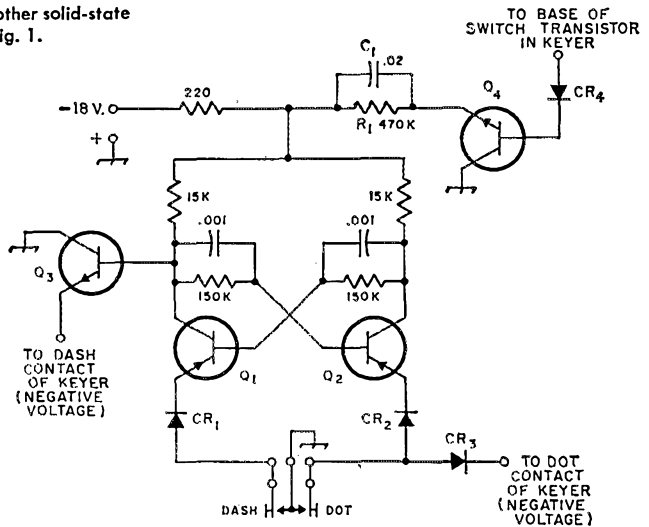 other solid-state
ig. 1.
TO BASE OF
SWITCH TRANSISTOR
IN KEYER
C1
.02
Q4
CR4
-18 V.
220
R1 470K
+
15K
15K
.001
.001
Q3
150K
150K
TO DASH
CONTACT
OF KEYER
(NEGATIVE
VOLTAGE)
Q1
Q2
CR1
CR2
CR3
TO DOT
CONTACT
OF KEYER
(NEGATIVE
VOLTAGE)
DASH
DOT